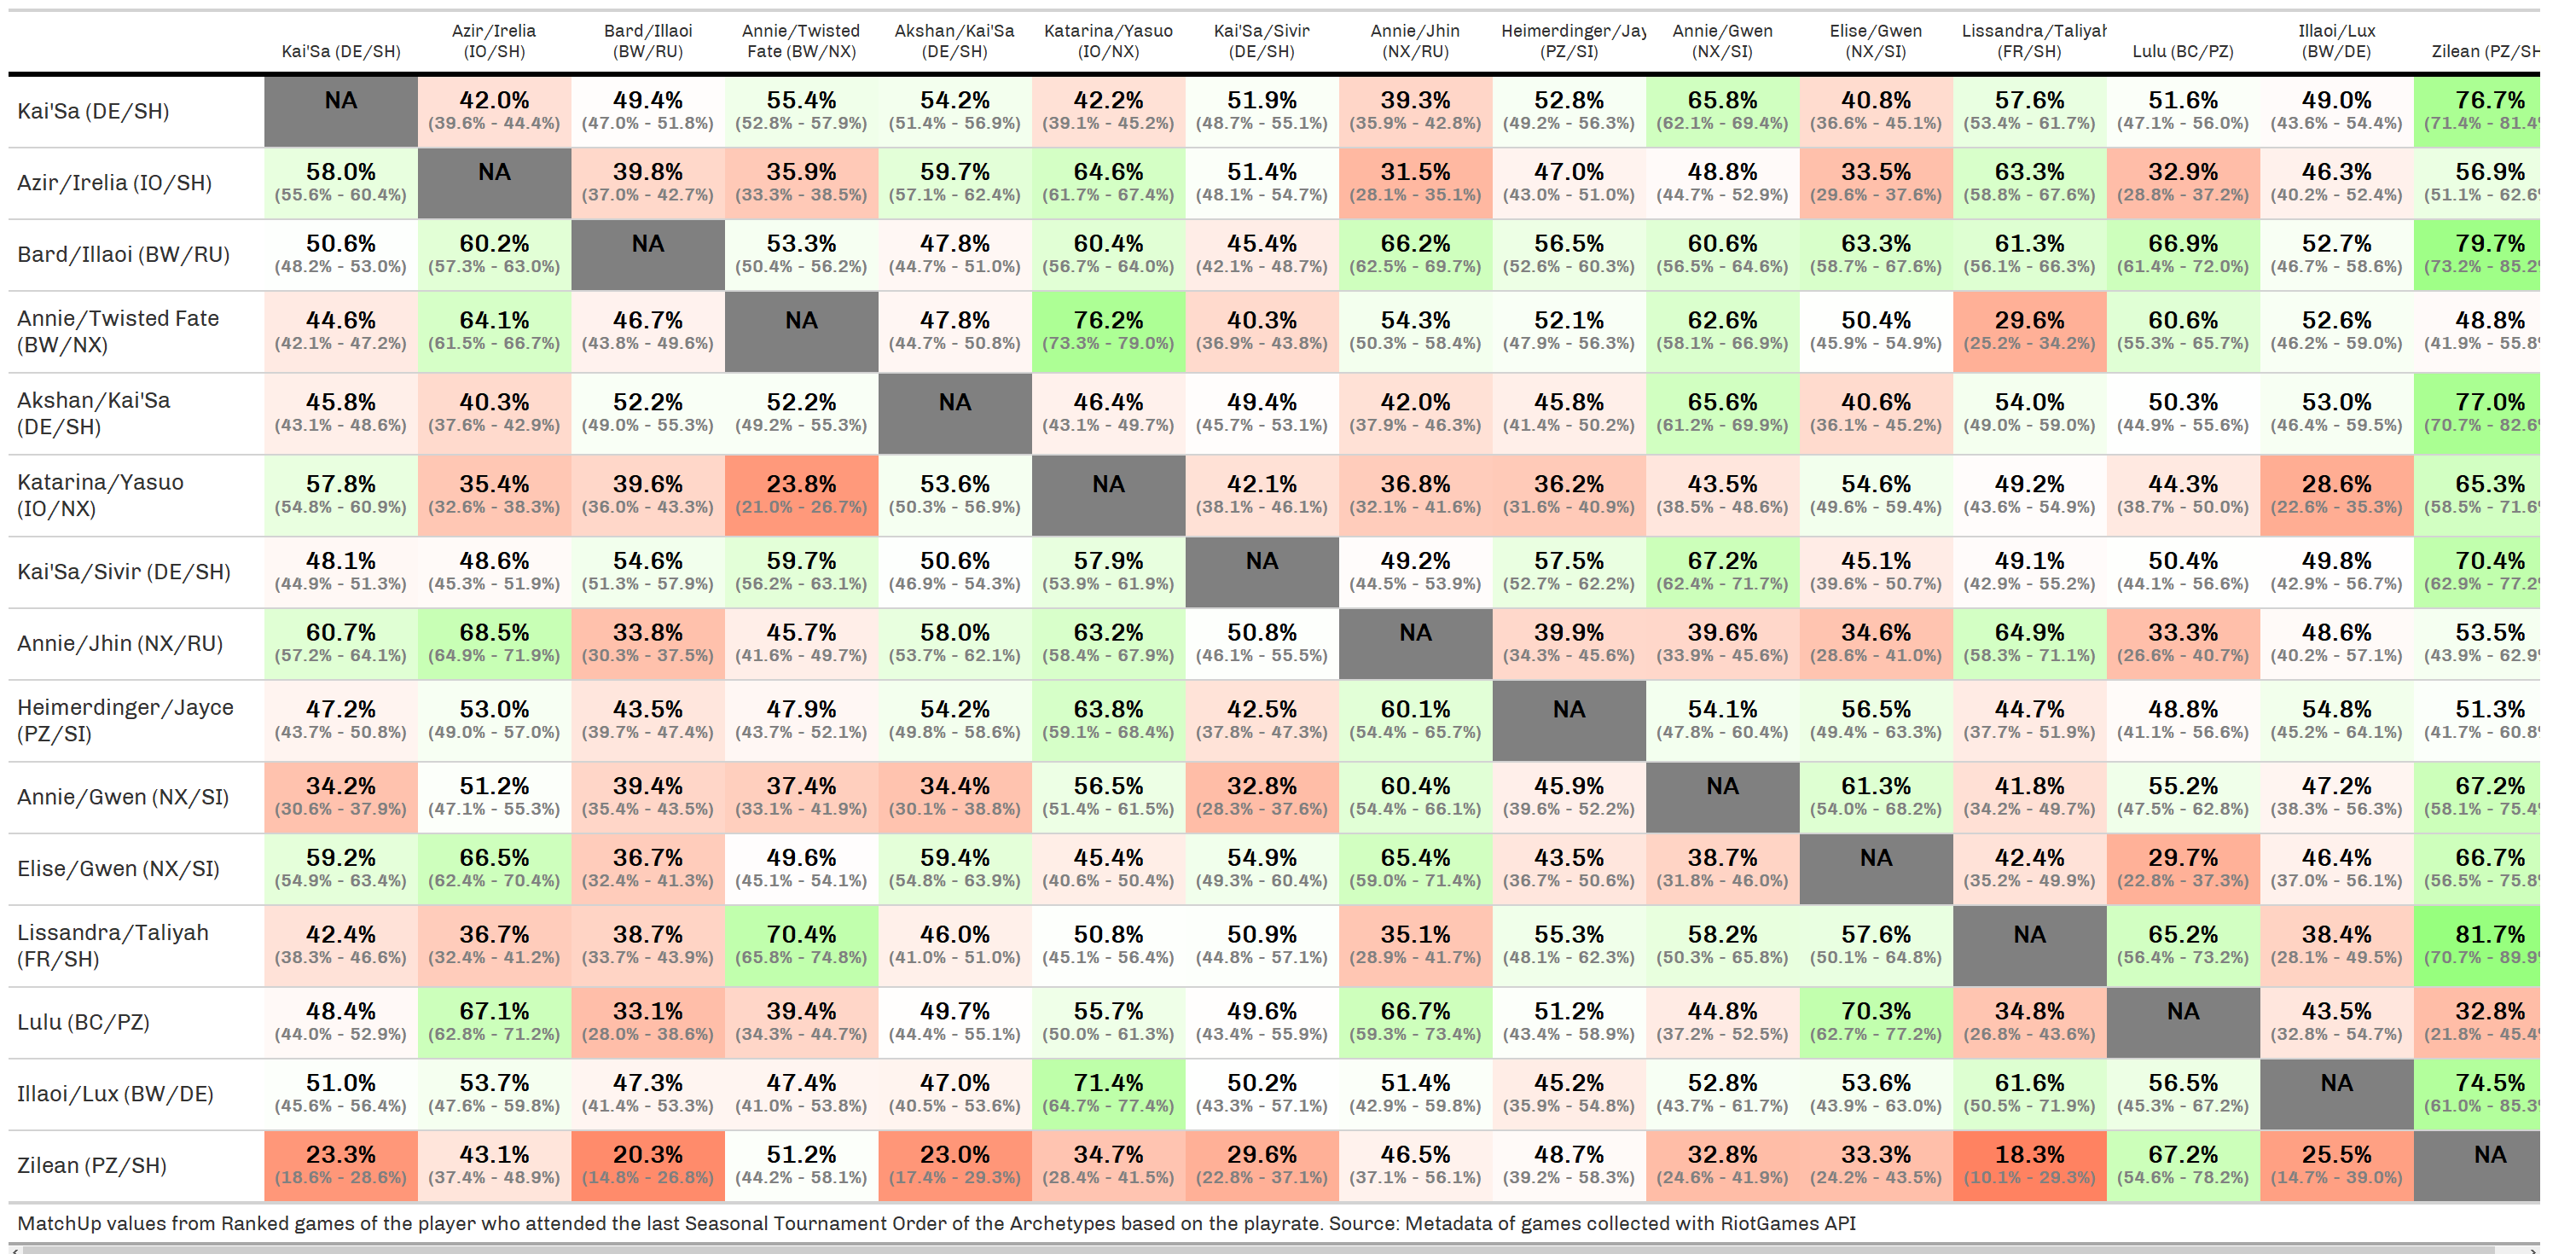 Kai'Sa (DE/SH) Azir/Irelia (IO/SH) Bard/Illaoi (BW/RU) Annie/Twisted Fate (BW/NX) Akshan/Kai'Sa (DE/SH) Katarina/Yasuo (IO/NX) Kai'Sa/Sivir (DE/SH) Annie/Jhin (NX/RU) Heimerdinger/Jay (PZ/SI) Annie/Gwen (NX/SI) Elise/Gwen (NX/SI) Lissandra/Taliyah (FR/SH) Lulu (BC/PZ) Illaoi/Lux (BW/DE) Zilean (PZ/SH
Kai'Sa (DE/SH) NA 42.0% 49.4% 55.4% 54.2% 42.2% 51.9% 39.3% 52.8% 65.8% 40.8% 57.6% 51.6% 49.0% 76.7%
(39.6% - 44.4%) (47.0% - 51.8%) (52.8% - 57.9%) (51.4% - 56.9%) (39.1% - 45.2%) (48.7% - 55.1%) (35.9% - 42.8%) (49.2% - 56.3%) (62.1% - 69.4%) (36.6% - 45.1%) (53.4% - 61.7%) (47.1% - 56.0%) (43.6% - 54.4%) (71.4% - 81.4
Azir/Irelia (IO/SH) 58.0% NA 39.8% 35.9% 59.7% 64.6% 51.4% 31.5% 47.0% 48.8% 33.5% 63.3% 32.9% 46.3% 56.9%
(55.6% - 60.4%) (37.0% - 42.7%) (33.3% - 38.5%) (57.1% - 62.4%) (61.7% - 67.4%) (48.1% - 54.7%) (28.1% - 35.1%) (43.0% - 51.0%) (44.7% - 52.9%) (29.6% - 37.6%) (58.8% - 67.6%) (28.8% - 37.2%) (40.2% - 52.4%) (51.1% - 62.6
Bard/Illaoi (BW/RU) 50.6% 60.2% NA 53.3% 47.8% 60.4% 45.4% 66.2% 56.5% 60.6% 63.3% 61.3% 66.9% 52.7% 79.7%
(48.2% - 53.0%) (57.3% - 63.0%) (50.4% - 56.2%) (44.7% - 51.0%) (56.7% - 64.0%) (42.1% - 48.7%) (62.5% - 69.7%) (52.6% - 60.3%) (56.5% - 64.6%) (58.7% - 67.6%) (56.1% - 66.3%) (61.4% - 72.0%) (46.7% - 58.6%) (73.2% - 85.2
Annie/Twisted Fate (BW/NX) 44.6% 64.1% 46.7% NA 47.8% 76.2% 40.3% 54.3% 52.1% 62.6% 50.4% 29.6% 60.6% 52.6% 48.8%
(42.1% - 47.2%) (61.5% - 66.7%) (43.8% - 49.6%) (44.7% - 50.8%) (73.3% - 79.0%) (36.9% - 43.8%) (50.3% - 58.4%) (47.9% - 56.3%) (58.1% - 66.9%) (45.9% - 54.9%) (25.2% - 34.2%) (55.3% - 65.7%) (46.2% - 59.0%) (41.9% - 55.8
Akshan/Kai'Sa (DE/SH) 45.8% 40.3% 52.2% 52.2% NA 46.4% 49.4% 42.0% 45.8% 65.6% 40.6% 54.0% 50.3% 53.0% 77.0%
(43.1% - 48.6%) (37.6% - 42.9%) (49.0% - 55.3%) (49.2% - 55.3%) (43.1% - 49.7%) (45.7% - 53.1%) (37.9% - 46.3%) (41.4% - 50.2%) (61.2% - 69.9%) (36.1% - 45.2%) (49.0% - 59.0%) (44.9% - 55.6%) (46.4% - 59.5%) (70.7% - 82.6
Katarina/Yasuo (IO/NX) 57.8% 35.4% 39.6% 23.8% 53.6% NA 42.1% 36.8% 36.2% 43.5% 54.6% 49.2% 44.3% 28.6% 65.3%
(54.8% - 60.9%) (32.6% - 38.3%) (36.0% - 43.3%) (21.0% - 26.7%) (50.3% - 56.9%) (38.1% - 46.1%) (32.1% - 41.6%) (31.6% - 40.9%) (38.5% - 48.6%) (49.6% - 59.4%) (43.6% - 54.9%) (38.7% - 50.0%) (22.6% - 35.3%) (58.5% - 71.6
Kai'Sa/Sivir (DE/SH) 48.1% 48.6% 54.6% 59.7% 50.6% 57.9% NA 49.2% 57.5% 67.2% 45.1% 49.1% 50.4% 49.8% 70.4%
(44.9% - 51.3%) (45.3% - 51.9%) (51.3% - 57.9%) (56.2% - 63.1%) (46.9% - 54.3%) (53.9% - 61.9%) (44.5% - 53.9%) (52.7% - 62.2%) (62.4% - 71.7%) (39.6% - 50.7%) (42.9% - 55.2%) (44.1% - 56.6%) (42.9% - 56.7%) (62.9% - 77.2
Annie/Jhin (NX/RU) 60.7% 68.5% 33.8% 45.7% 58.0% 63.2% 50.8% NA 39.9% 39.6% 34.6% 64.9% 33.3% 48.6% 53.5%
(57.2% - 64.1%) (64.9% - 71.9%) (30.3% - 37.5%) (41.6% - 49.7%) (53.7% - 62.1%) (58.4% - 67.9%) (46.1% - 55.5%) (34.3% - 45.6%) (33.9% - 45.6%) (28.6% - 41.0%) (58.3% - 71.1%) (26.6% - 40.7%) (40.2% - 57.1%) (43.9% - 62.9
Heimerdinger/Jayce (PZ/SI) 47.2% 53.0% 43.5% 47.9% 54.2% 63.8% 42.5% 60.1% NA 54.1% 56.5% 44.7% 48.8% 54.8% 51.3%
(43.7% - 50.8%) (49.0% - 57.0%) (39.7% - 47.4%) (43.7% - 52.1%) (49.8% - 58.6%) (59.1% - 68.4%) (37.8% - 47.3%) (54.4% - 65.7%) (47.8% - 60.4%) (49.4% - 63.3%) (37.7% - 51.9%) (41.1% - 56.6%) (45.2% - 64.1%) (41.7% - 60.8
Annie/Gwen (NX/SI) 34.2% 51.2% 39.4% 37.4% 34.4% 56.5% 32.8% 60.4% 45.9% NA 61.3% 41.8% 55.2% 47.2% 67.2%
(30.6% - 37.9%) (47.1% - 55.3%) (35.4% - 43.5%) (33.1% - 41.9%) (30.1% - 38.8%) (51.4% - 61.5%) (28.3% - 37.6%) (54.4% - 66.1%) (39.6% - 52.2%) (54.0% - 68.2%) (34.2% - 49.7%) (47.5% - 62.8%) (38.3% - 56.3%) (58.1% - 75.4
Elise/Gwen (NX/SI) 59.2% 66.5% 36.7% 49.6% 59.4% 45.4% 54.9% 65.4% 43.5% 38.7% NA 42.4% 29.7% 46.4% 66.7%
(54.9% - 63.4%) (62.4% - 70.4%) (32.4% - 41.3%) (45.1% - 54.1%) (54.8% - 63.9%) (40.6% - 50.4%) (49.3% - 60.4%) (59.0% - 71.4%) (36.7% - 50.6%) (31.8% - 46.0%) (35.2% - 49.9%) (22.8% - 37.3%) (37.0% - 56.1%) (56.5% - 75.8
Lissandra/Taliyah (FR/SH) 42.4% 36.7% 38.7% 70.4% 46.0% 50.8% 50.9% 35.1% 55.3% 58.2% 57.6% NA 65.2% 38.4% 81.7%
(38.3% - 46.6%) (32.4% - 41.2%) (33.7% - 43.9%) (65.8% - 74.8%) (41.0% - 51.0%) (45.1% - 56.4%) (44.8% - 57.1%) (28.9% - 41.7%) (48.1% - 62.3%) (50.3% - 65.8%) (50.1% - 64.8%) (56.4% - 73.2%) (28.1% - 49.5%) (70.7% - 89.9
Lulu (BC/PZ) 48.4% 67.1% 33.1% 39.4% 49.7% 55.7% 49.6% 66.7% 51.2% 44.8% 70.3% 34.8% NA 43.5% 32.8%
(44.0% - 52.9%) (62.8% - 71.2%) (28.0% - 38.6%) (34.3% - 44.7%) (44.4% - 55.1%) (50.0% - 61.3%) (43.4% - 55.9%) (59.3% - 73.4%) (43.4% - 58.9%) (37.2% - 52.5%) (62.7% - 77.2%) (26.8% - 43.6%) (32.8% - 54.7%) (21.8% - 45.4
Illaoi/Lux (BW/DE) 51.0% 53.7% 47.3% 47.4% 47.0% 71.4% 50.2% 51.4% 45.2% 52.8% 53.6% 61.6% 56.5% NA 74.5%
(45.6% - 56.4%) (47.6% - 59.8%) (41.4% - 53.3%) (41.0% - 53.8%) (40.5% - 53.6%) (64.7% - 77.4%) (43.3% - 57.1%) (42.9% - 59.8%) (35.9% - 54.8%) (43.7% - 61.7%) (43.9% - 63.0%) (50.5% - 71.9%) (45.3% - 67.2%) (61.0% - 85.3
Zilean (PZ/SH) 23.3% 43.1% 20.3% 51.2% 23.0% 34.7% 29.6% 46.5% 48.7% 32.8% 33.3% 18.3% 67.2% 25.5% NA
(18.6% - 28.6%) (37.4% - 48.9%) (14.8% - 26.8%) (44.2% - 58.1%) (17.4% - 29.3%) (28.4% - 41.5%) (22.8% - 37.1%) (37.1% - 56.1%) (39.2% - 58.3%) (24.6% - 41.9%) (24.2% - 43.5%) (10.1% - 29.3%) (54.6% - 78.2%) (14.7% - 39.0%)
MatchUp values from Ranked games of the player who attended the last Seasonal Tournament Order of the Archetypes based on the playrate. Source: Metadata of games collected with RiotGames API